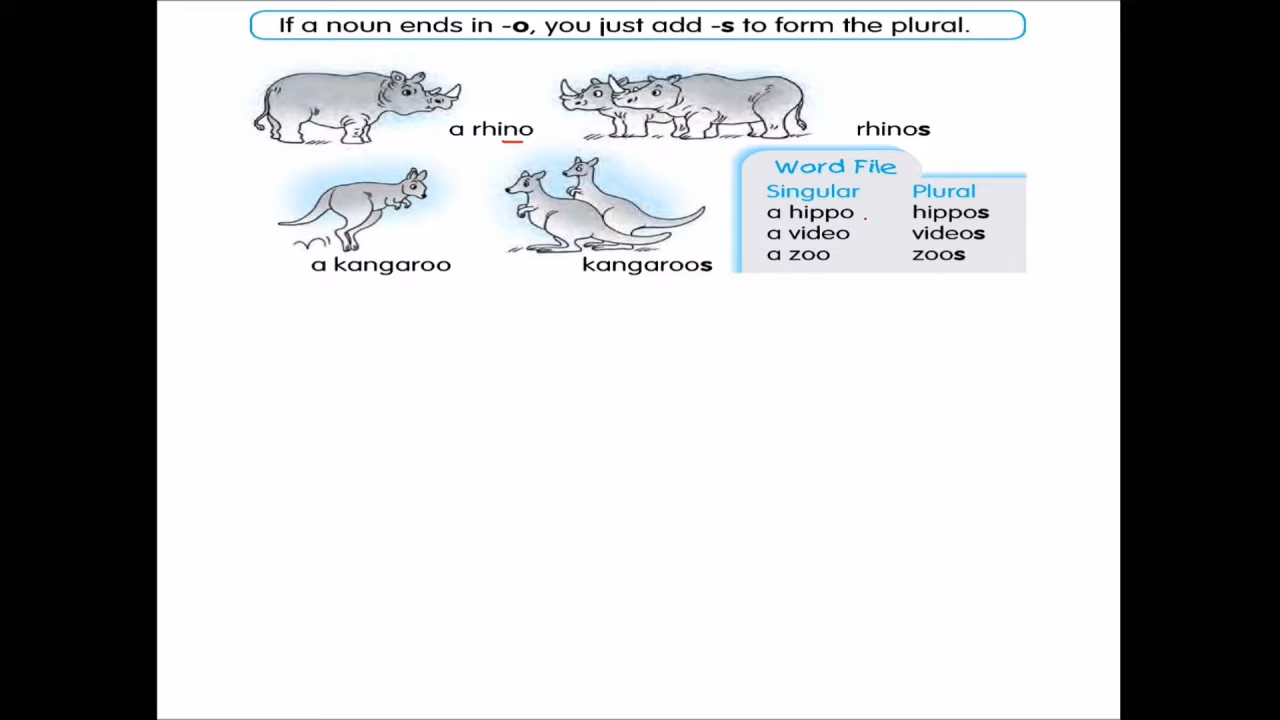 If a noun ends in -o, you just add -s to form the plural.
a rhino
rhinos
a kangaroo
kangaroos
Word File
Singular Plural
a hippo hippos
a video videos
a zoo zoos